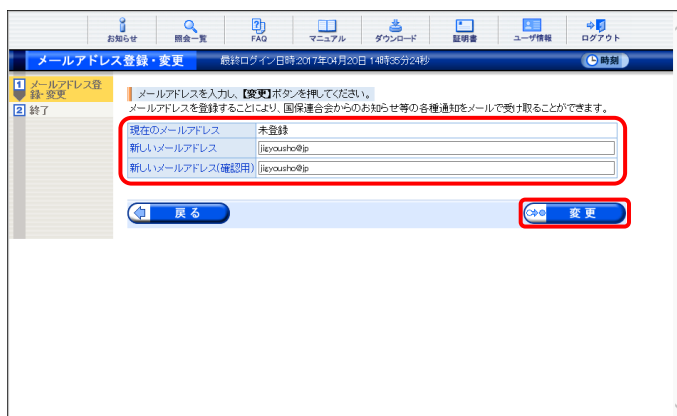 お知らせ 照会一覧 FAQ マニュアル ダウンロード 証明書 ユーザ情報 ログアウト
メールアドレス登録・変更 最終ログイン日時:2017年04月20日 14時35分24秒 時刻
1 メールアドレス登
録・変更
2 終了
メールアドレスを入力し、【変更】ボタンを押してください。
メールアドレスを登録することにより、国保連合会からのお知らせ等の各種通知をメールで受け取ることができます。
現在のメールアドレス 未登録
新しいメールアドレス jigyousho@jp
新しいメールアドレス(確認用) jigyousho@jp
戻る 変更